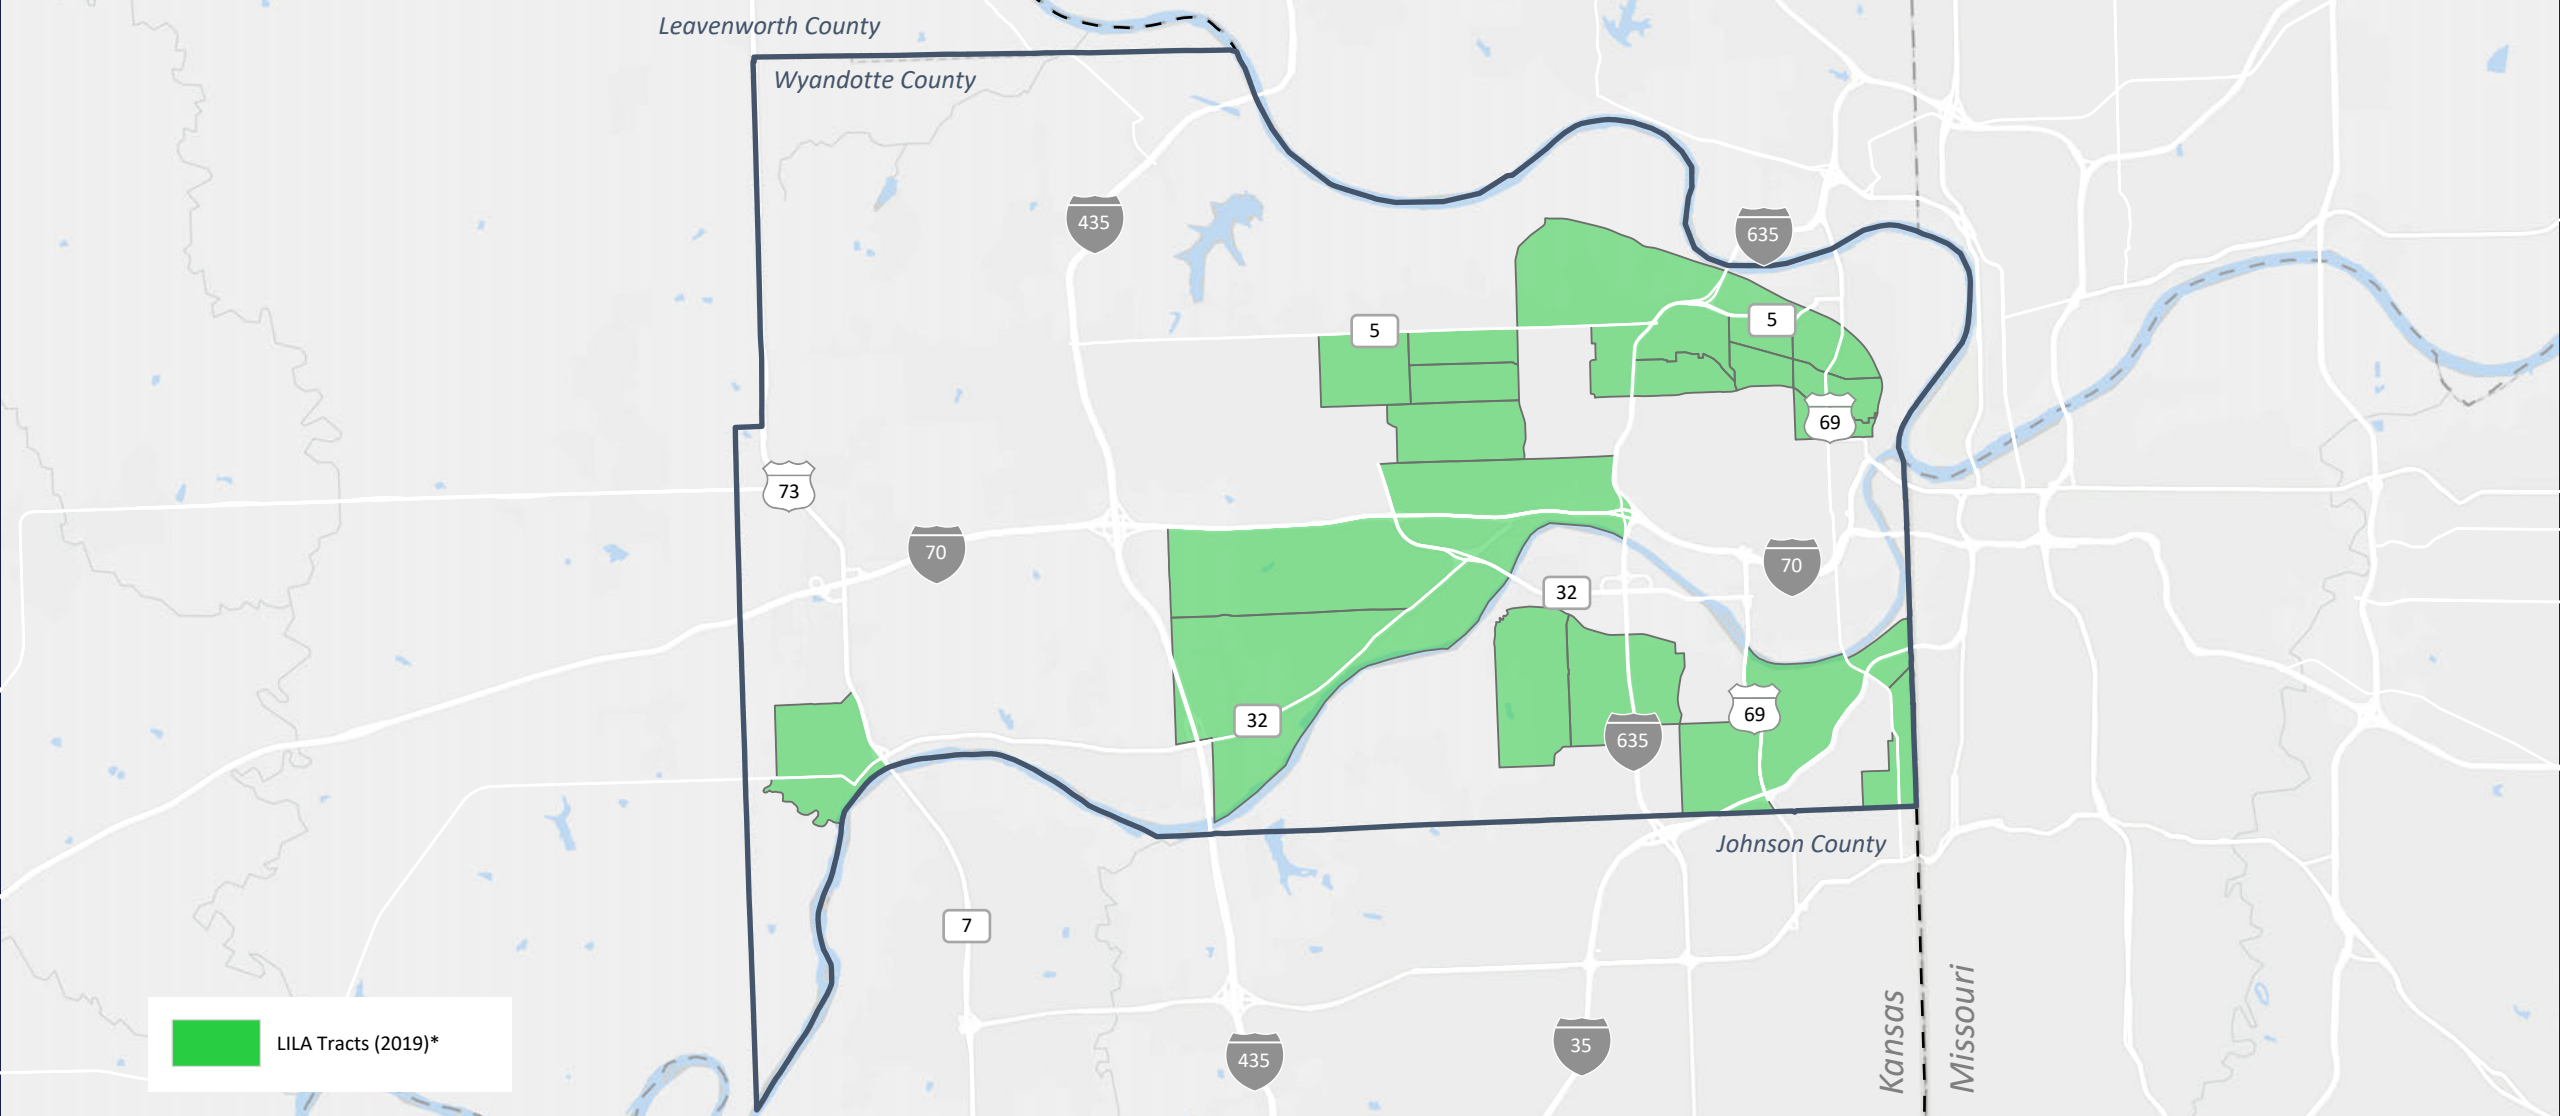 Leavenworth County
Wyandotte County
435
635
5
5
69
73
70
70
32
32
69
635
Johnson County
7
435
35
Kansas
Missouri
LILA Tracts (2019)*